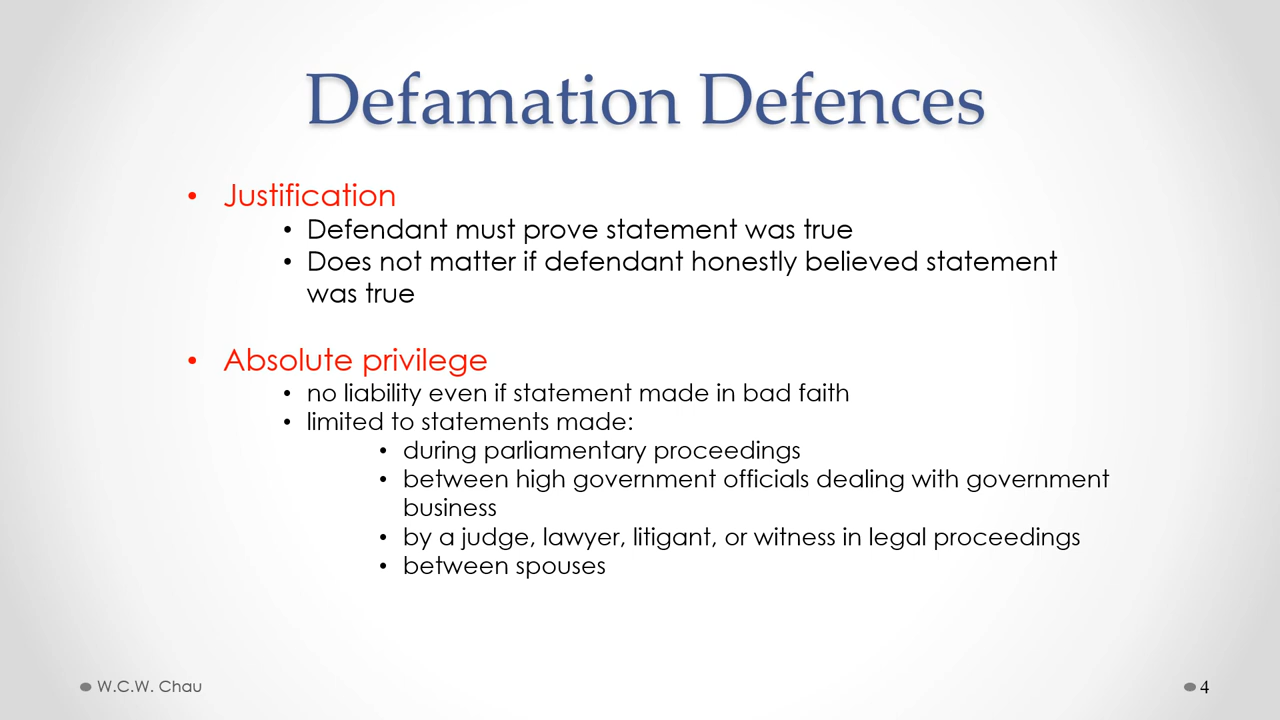 Defamation Defences
• Justification
• Defendant must prove statement was true
• Does not matter if defendant honestly believed statement
was true
• Absolute privilege
• no liability even if statement made in bad faith
• limited to statements made:
• during parliamentary proceedings
• between high government officials dealing with government
business
• by a judge, lawyer, litigant, or witness in legal proceedings
• between spouses
W.C.W. Chau
4